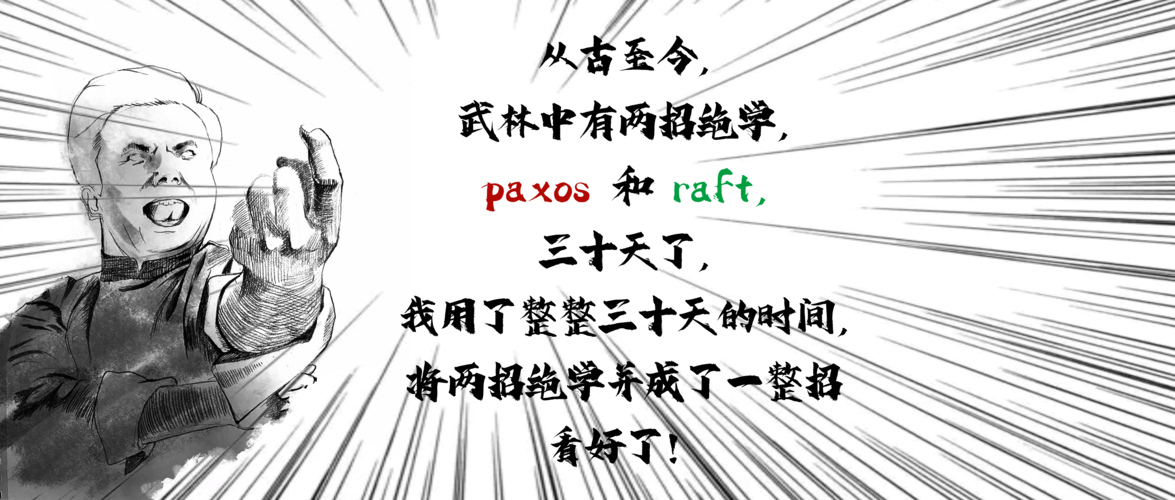 从古至今,
武林中有两招绝学,
paxos 和 raft,
三十天了,
我用了整整三十天的时间,
将两招绝学并成了一整招
看好了!